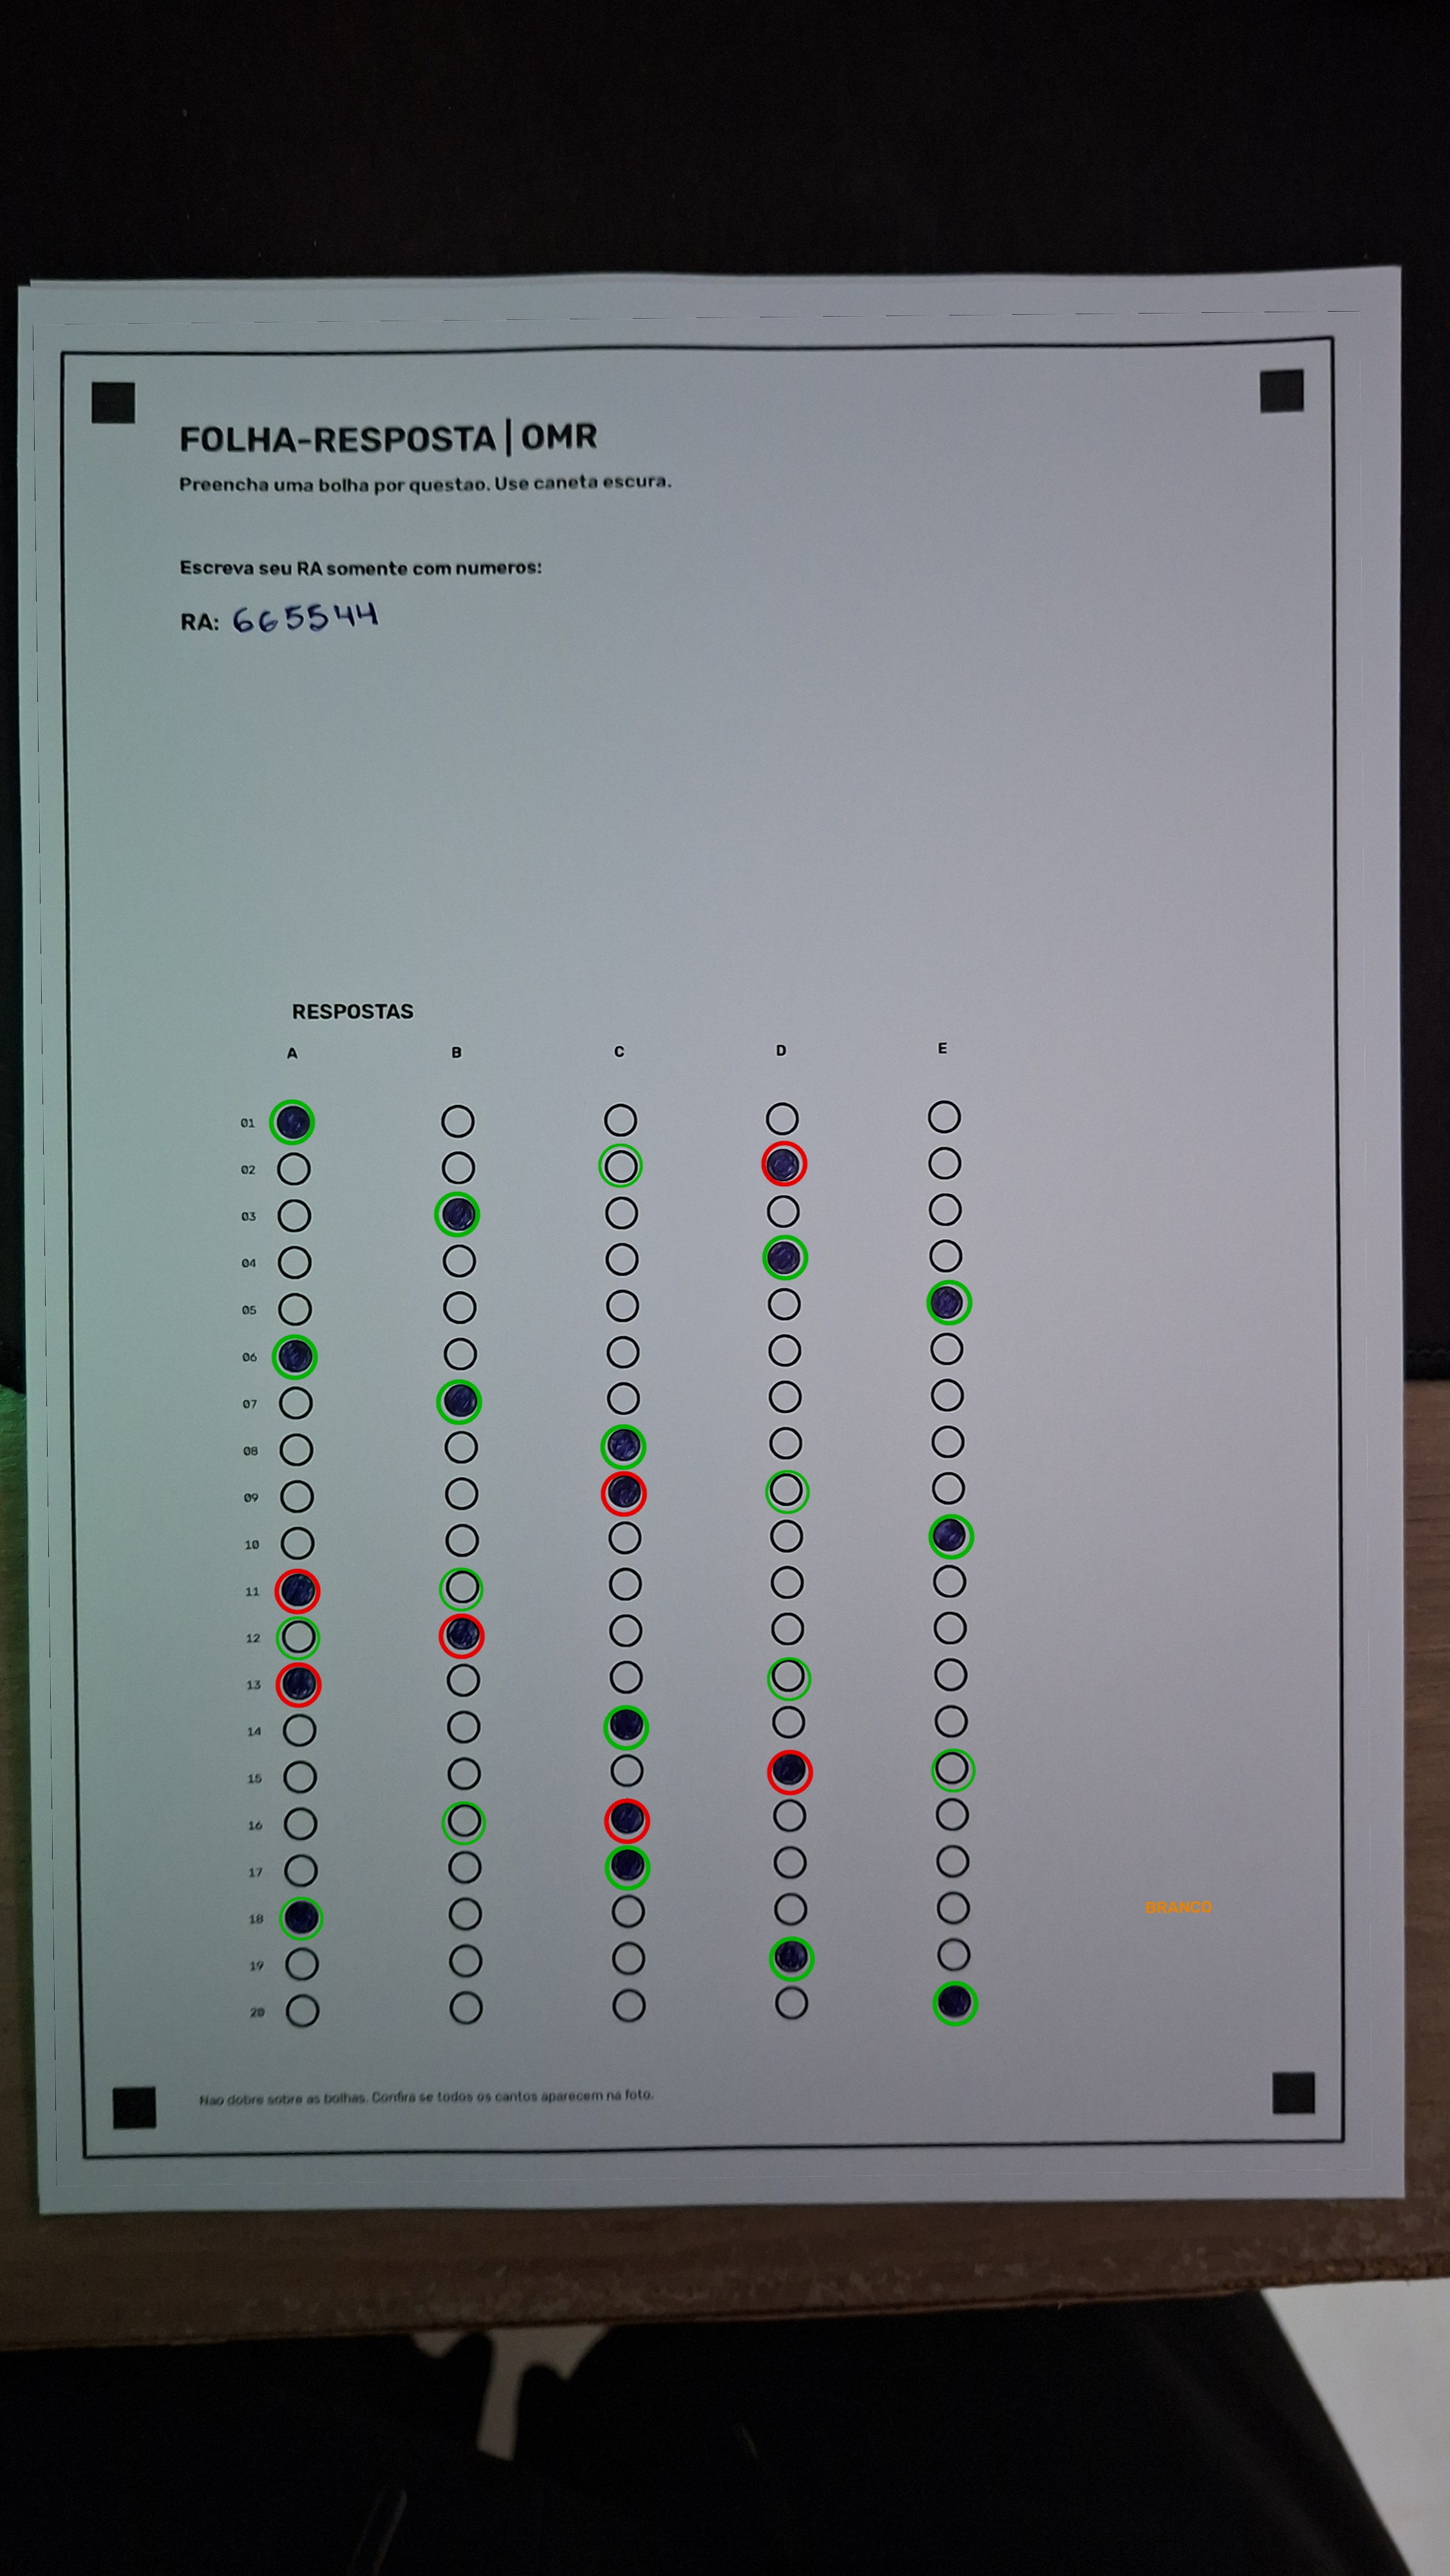 FOLHA-RESPOSTA | OMR
Preencha uma bolha por questao. Use caneta escura.
Escreva seu RA somente com numeros:
RA: 665544
RESPOSTAS
A B C D E
01
02
03
04
05
06
07
08
09
10
11
12
13
14
15
16
17
18 BRANCO
19
20
Nao dobre sobre as bolhas. Confira se todos os cantos aparecem na foto.